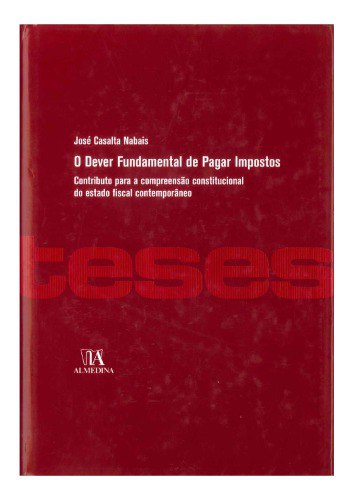 José Casalta Nabais
O Dever Fundamental de Pagar Impostos
Contributo para a compreensão constitucional
do estado fiscal contemporâneo
teses
ALMEDINA